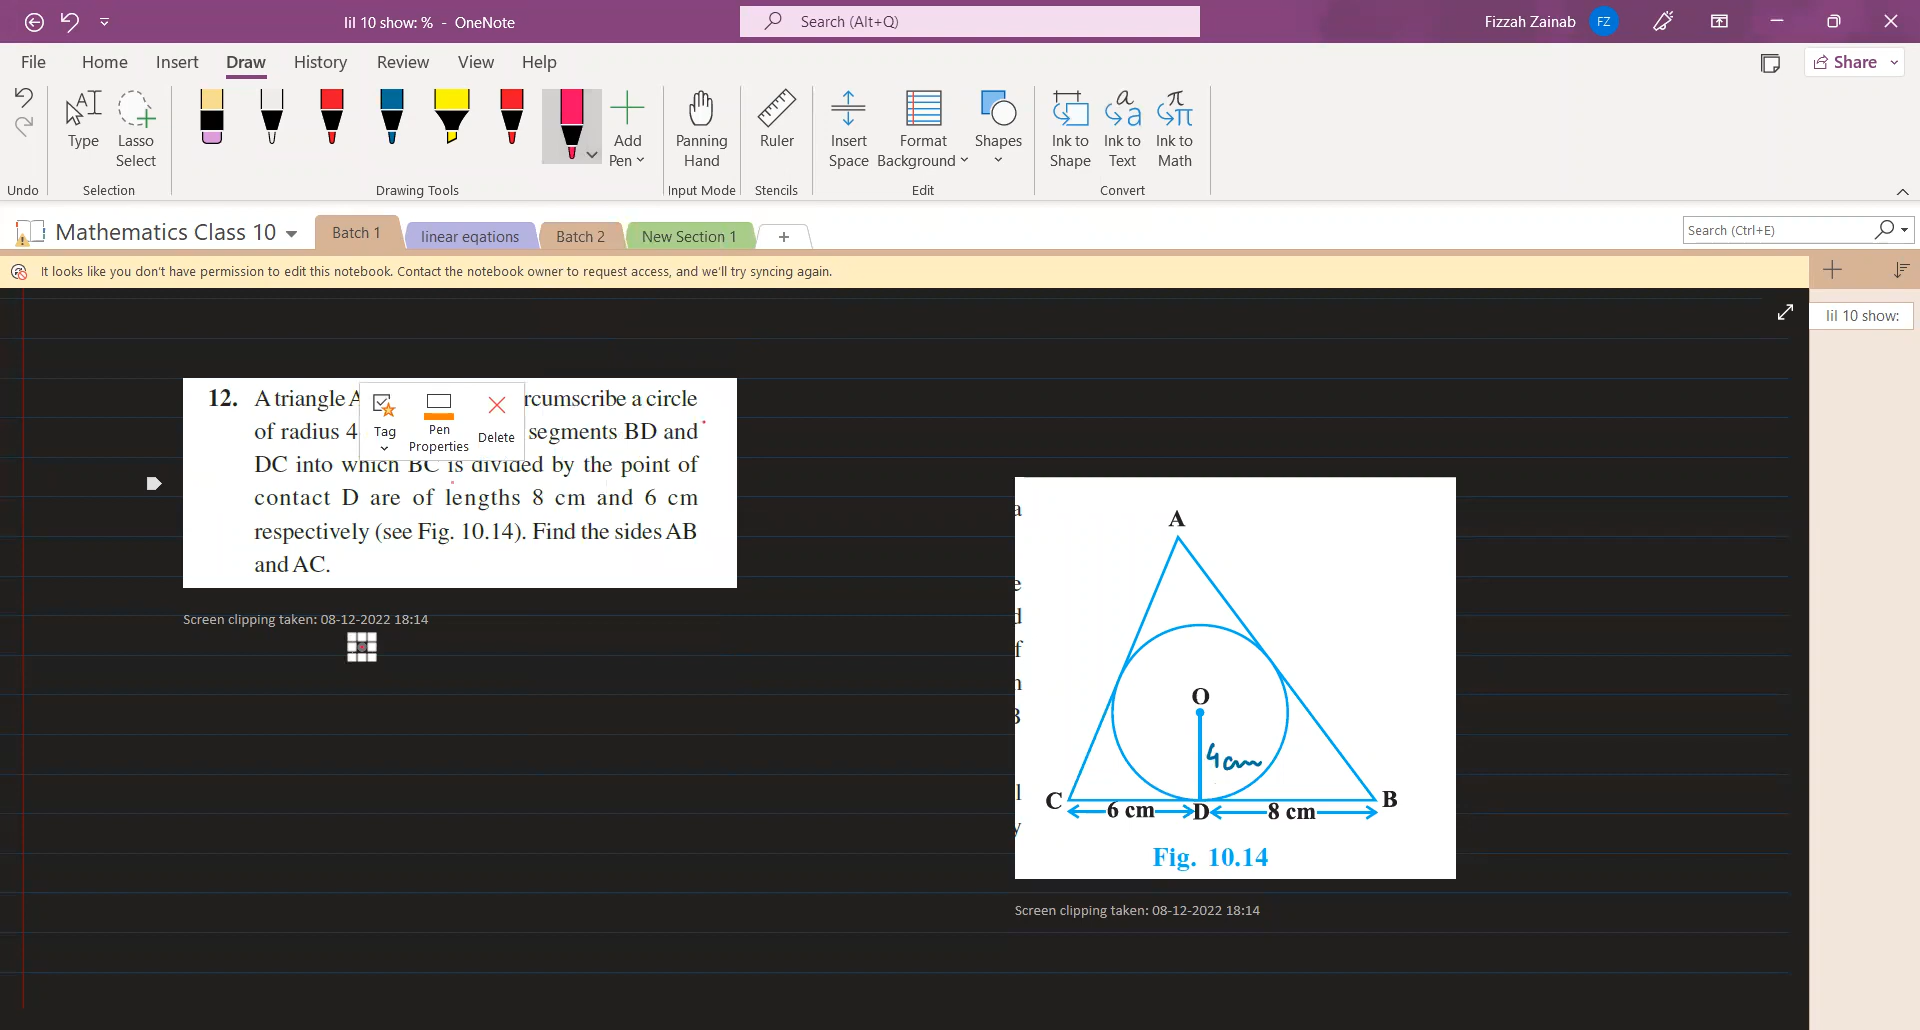 lil 10 show: % - OneNote
Search (Alt+Q)
Fizzah Zainab
FZ
File Home Insert Draw History Review View Help
Share
Type
Lasso Select
Add Pen
Panning Hand
Ruler
Insert Space
Format Background
Shapes
Ink to Shape
Ink to Text
Ink to Math
Undo
Selection
Drawing Tools
Input Mode
Stencils
Edit
Convert
Mathematics Class 10
Batch 1
linear eqations
Batch 2
New Section 1
Search (Ctrl+E)
It looks like you don't have permission to edit this notebook. Contact the notebook owner to request access, and we'll try syncing again.
lil 10 show:
12. A triangle A rcumscribe a circle
of radius 4 segments BD and
DC into which BC is divided by the point of
contact D are of lengths 8 cm and 6 cm
respectively (see Fig. 10.14). Find the sides AB
and AC.
Tag
Pen Properties
Delete
Screen clipping taken: 08-12-2022 18:14
a
e
d
f
l
y
A
O
4cm
C
6 cm
D
8 cm
B
Fig. 10.14
Screen clipping taken: 08-12-2022 18:14